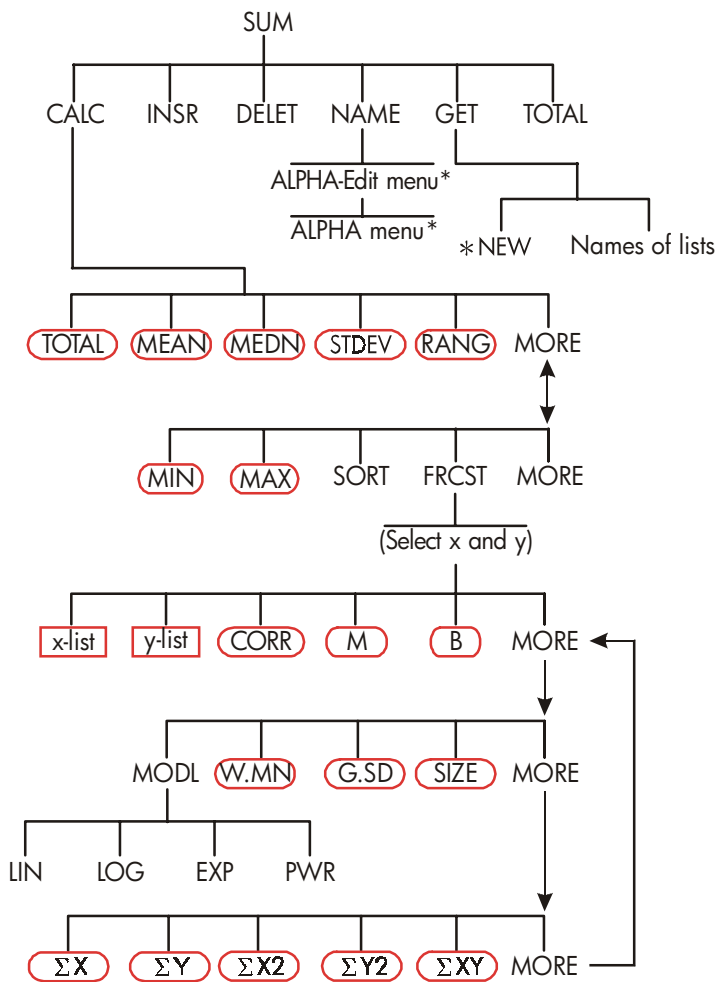 SUM
CALC INSR DELET NAME GET TOTAL
ALPHA-Edit menu*
ALPHA menu*
*NEW Names of lists
TOTAL MEAN MEDN STDEV RANG MORE
MIN MAX SORT FRCST MORE
(Select x and y)
x-list y-list CORR M B MORE
MODL W.MN G.SD SIZE MORE
LIN LOG EXP PWR
ΣX ΣY ΣX2 ΣY2 ΣXY MORE